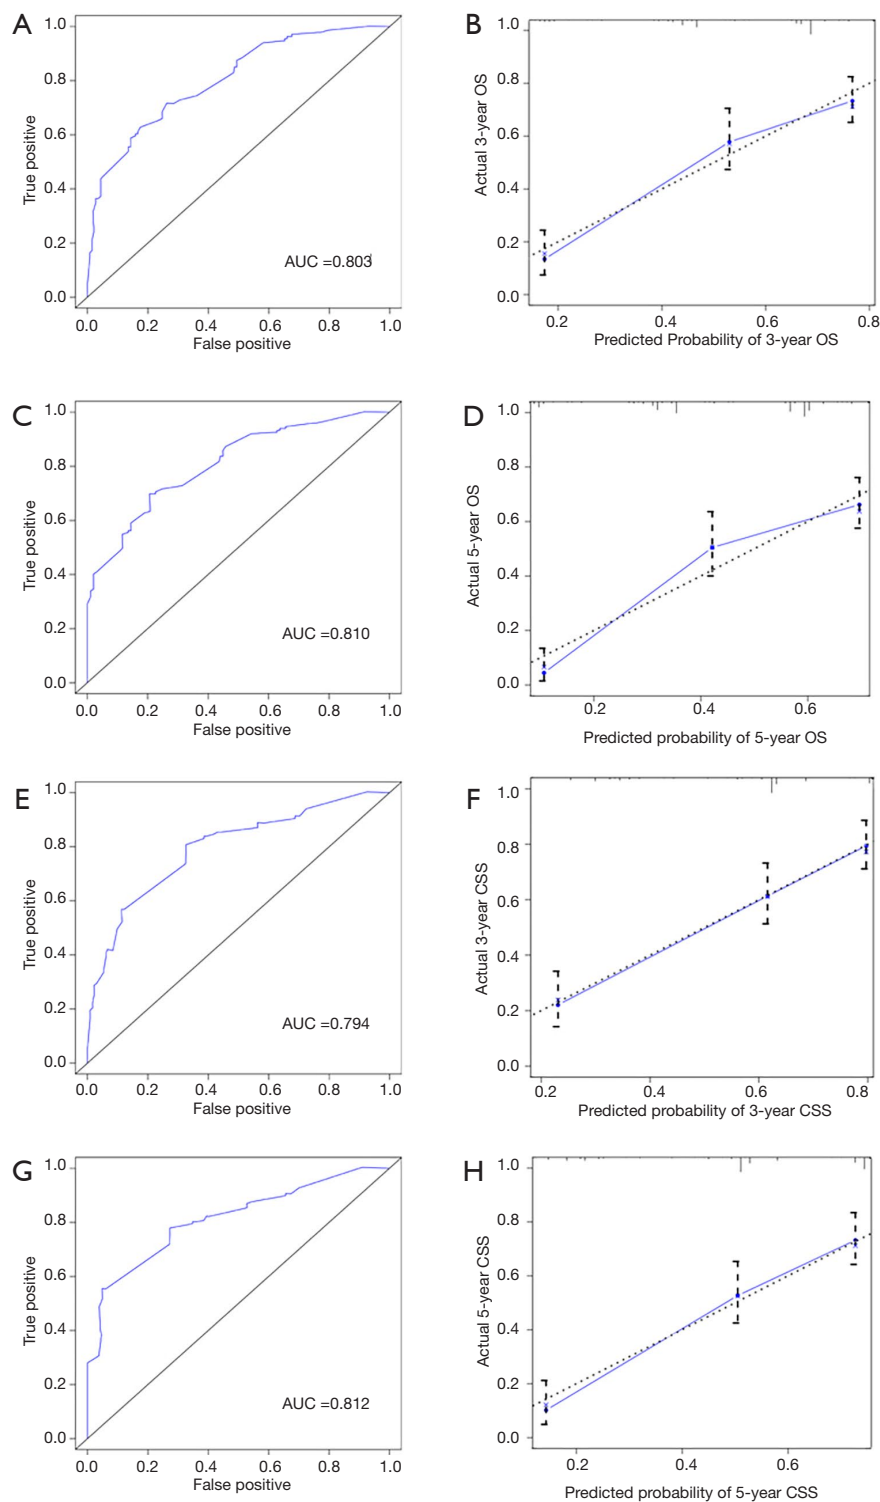 A
1.0
0.8
0.6
0.4
0.2
0.0
True positive
AUC =0.803
0.0 0.2 0.4 0.6 0.8 1.0
False positive
B
1.0
0.8
0.6
0.4
0.2
0.0
Actual 3-year OS
0.2 0.4 0.6 0.8
Predicted Probability of 3-year OS
C
1.0
0.8
0.6
0.4
0.2
0.0
True positive
AUC =0.810
0.0 0.2 0.4 0.6 0.8 1.0
False positive
D
1.0
0.8
0.6
0.4
0.2
0.0
Actual 5-year OS
0.2 0.4 0.6
Predicted probability of 5-year OS
E
1.0
0.8
0.6
0.4
0.2
0.0
True positive
AUC =0.794
0.0 0.2 0.4 0.6 0.8 1.0
False positive
F
1.0
0.8
0.6
0.4
0.2
0.0
Actual 3-year CSS
0.2 0.4 0.6 0.8
Predicted probability of 3-year CSS
G
1.0
0.8
0.6
0.4
0.2
0.0
True positive
AUC =0.812
0.0 0.2 0.4 0.6 0.8 1.0
False positive
H
1.0
0.8
0.6
0.4
0.2
0.0
Actual 5-year CSS
0.2 0.4 0.6
Predicted probability of 5-year CSS